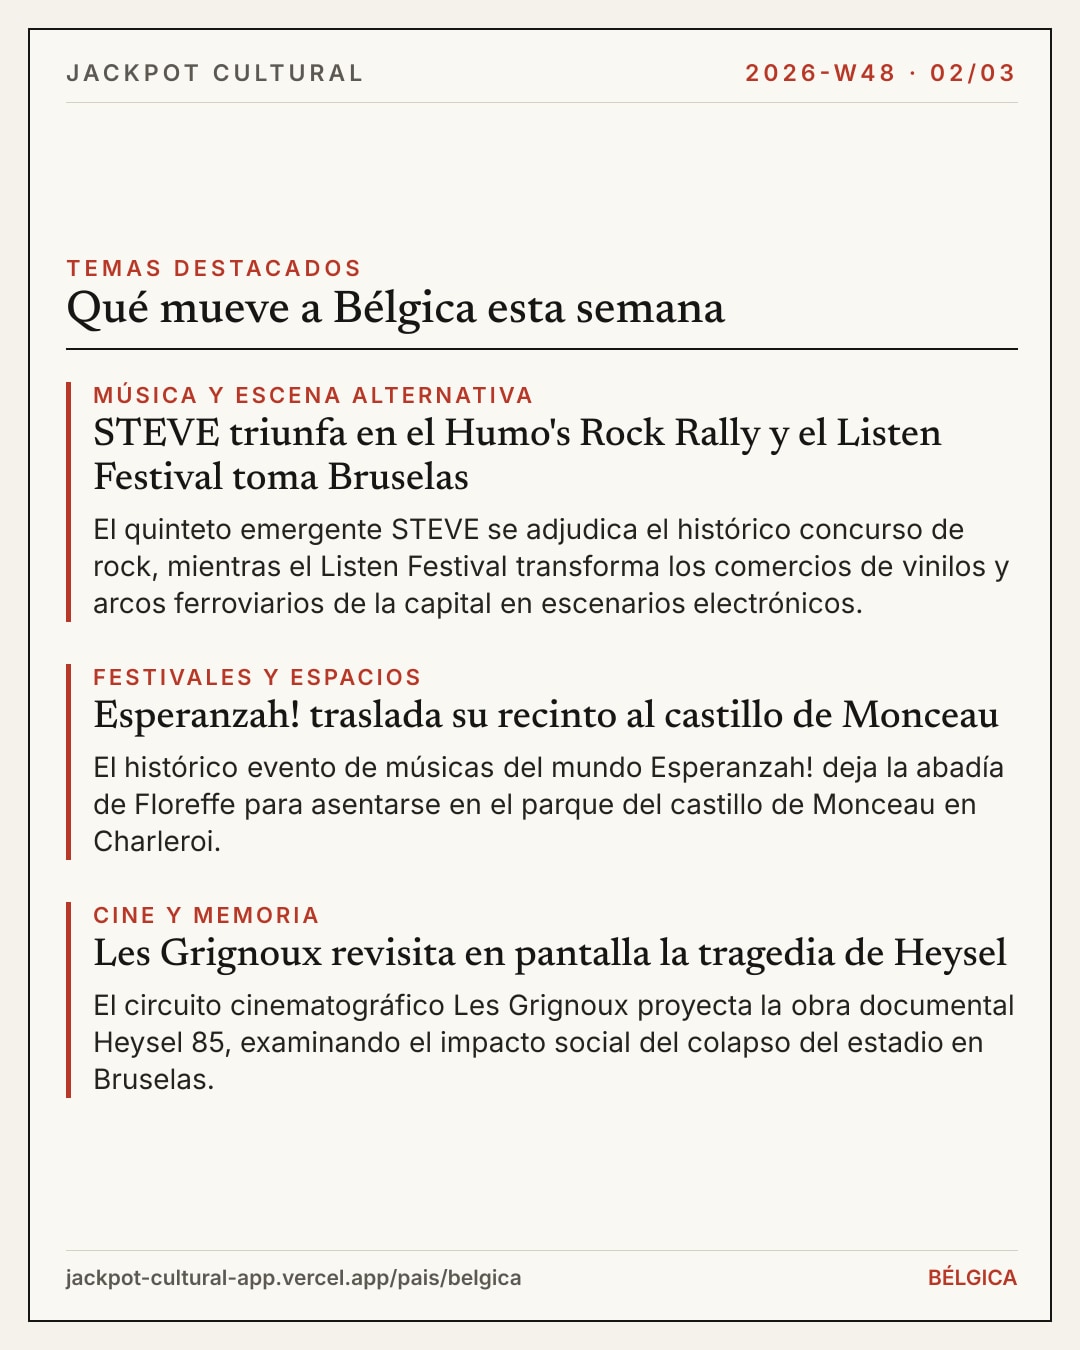 JACKPOT CULTURAL
2026-W48 · 02/03
TEMAS DESTACADOS
Qué mueve a Bélgica esta semana
MÚSICA Y ESCENA ALTERNATIVA
STEVE triunfa en el Humo's Rock Rally y el Listen
Festival toma Bruselas
El quinteto emergente STEVE se adjudica el histórico concurso de
rock, mientras el Listen Festival transforma los comercios de vinilos y
arcos ferroviarios de la capital en escenarios electrónicos.
FESTIVALES Y ESPACIOS
Esperanzah! traslada su recinto al castillo de Monceau
El histórico evento de músicas del mundo Esperanzah! deja la abadía
de Floreffe para asentarse en el parque del castillo de Monceau en
Charleroi.
CINE Y MEMORIA
Les Grignoux revisita en pantalla la tragedia de Heysel
El circuito cinematográfico Les Grignoux proyecta la obra documental
Heysel 85, examinando el impacto social del colapso del estadio en
Bruselas.
jackpot-cultural-app.vercel.app/pais/belgica
BÉLGICA